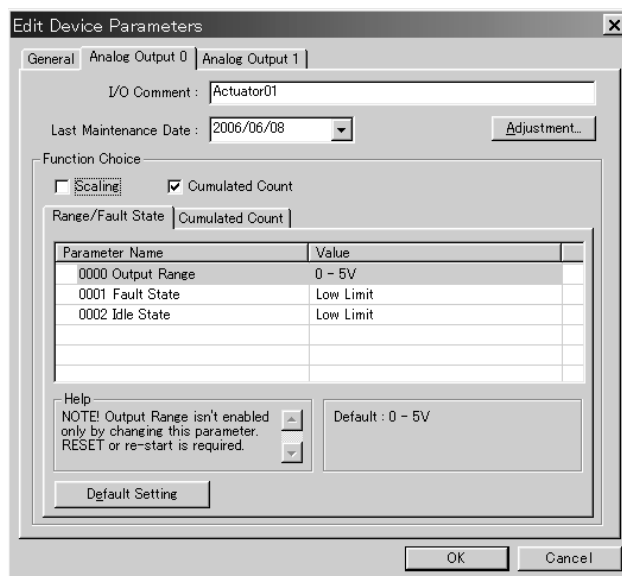 Edit Device Parameters
General Analog Output 0 Analog Output 1
I/O Comment : Actuator01
Last Maintenance Date : 2006/06/08 Adjustment...
Function Choice
Scaling Cumulated Count
Range/Fault State Cumulated Count
Parameter Name Value
0000 Output Range 0 - 5V
0001 Fault State Low Limit
0002 Idle State Low Limit
Help
NOTE! Output Range isn't enabled
only by changing this parameter.
RESET or re-start is required.
Default : 0 - 5V
Default Setting
OK Cancel